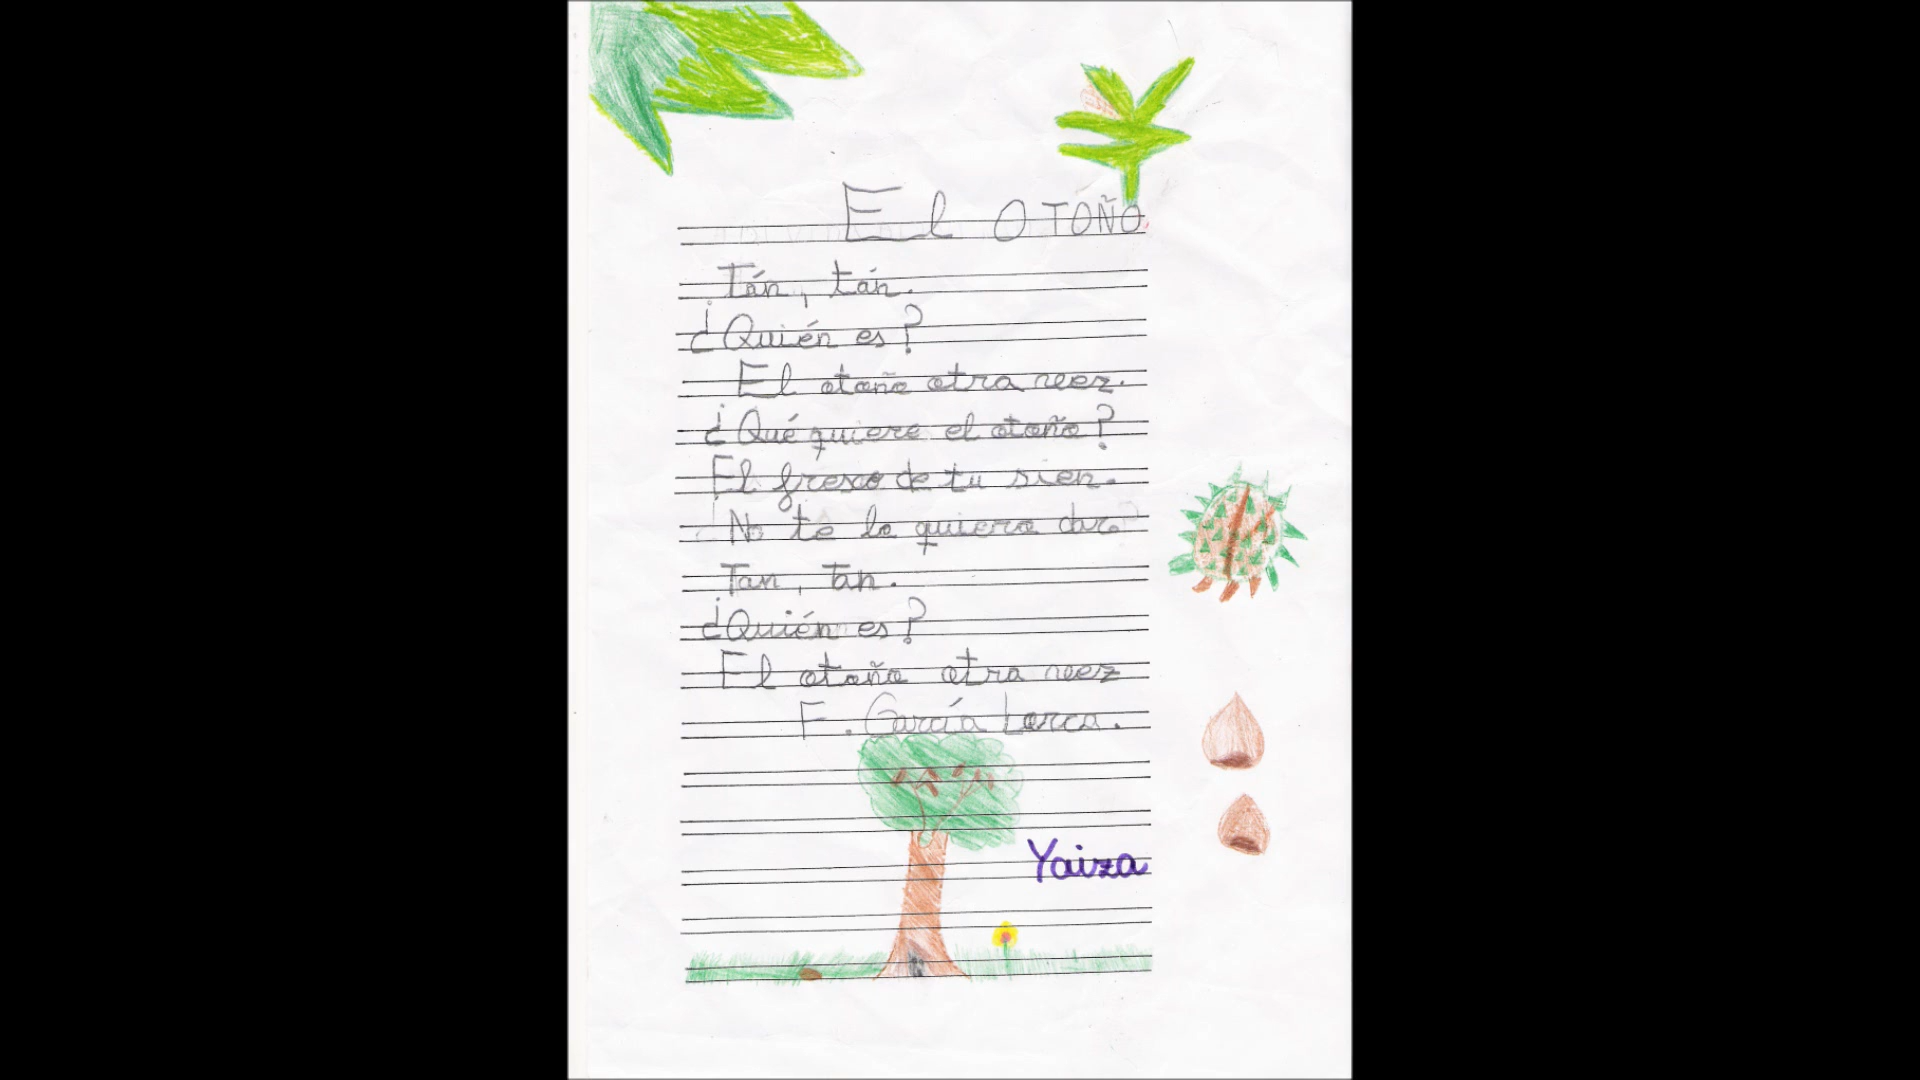 El OTOÑO
Tán, tán.
¿Quién es?
El otoño otra vez.
¿Qué quiere el otoño?
El fresco de tu sien.
No te lo quiero dar.
Tan, tan.
¿Quién es?
El otoño otra vez
F. García Lorca.
Yaiza